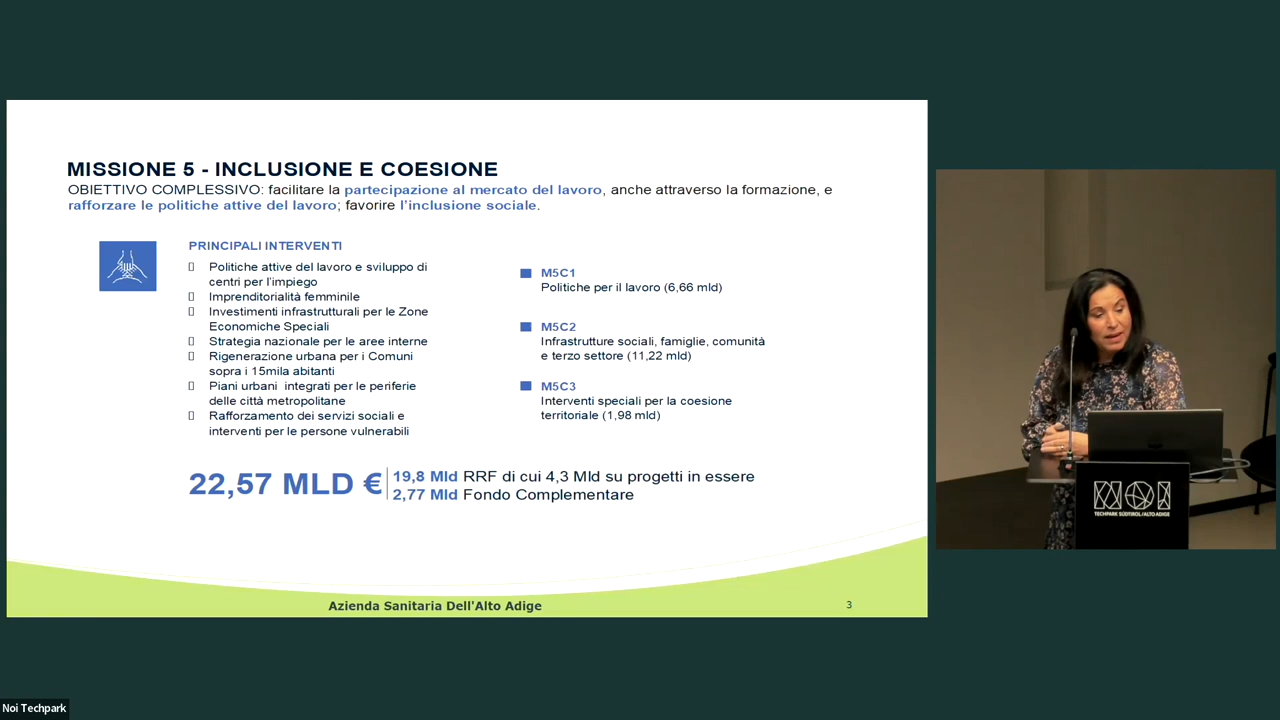 MISSIONE 5 - INCLUSIONE E COESIONE
OBIETTIVO COMPLESSIVO: facilitare la partecipazione al mercato del lavoro, anche attraverso la formazione, e
rafforzare le politiche attive del lavoro; favorire l'inclusione sociale.
PRINCIPALI INTERVENTI
Politiche attive del lavoro e sviluppo di
centri per l'impiego
Imprenditorialità femminile
Investimenti infrastrutturali per le Zone
Economiche Speciali
Strategia nazionale per le aree interne
Rigenerazione urbana per i Comuni
sopra i 15mila abitanti
Piani urbani integrati per le periferie
delle città metropolitane
Rafforzamento dei servizi sociali e
interventi per le persone vulnerabili
M5C1
Politiche per il lavoro (6,66 mld)
M5C2
Infrastrutture sociali, famiglie, comunità
e terzo settore (11,22 mld)
M5C3
Interventi speciali per la coesione
territoriale (1,98 mld)
22,57 MLD €
19,8 Mld RRF di cui 4,3 Mld su progetti in essere
2,77 Mld Fondo Complementare
Azienda Sanitaria Dell'Alto Adige
3
NOI
TECHPARK SÜDTIROL/ALTO ADIGE
Noi Techpark